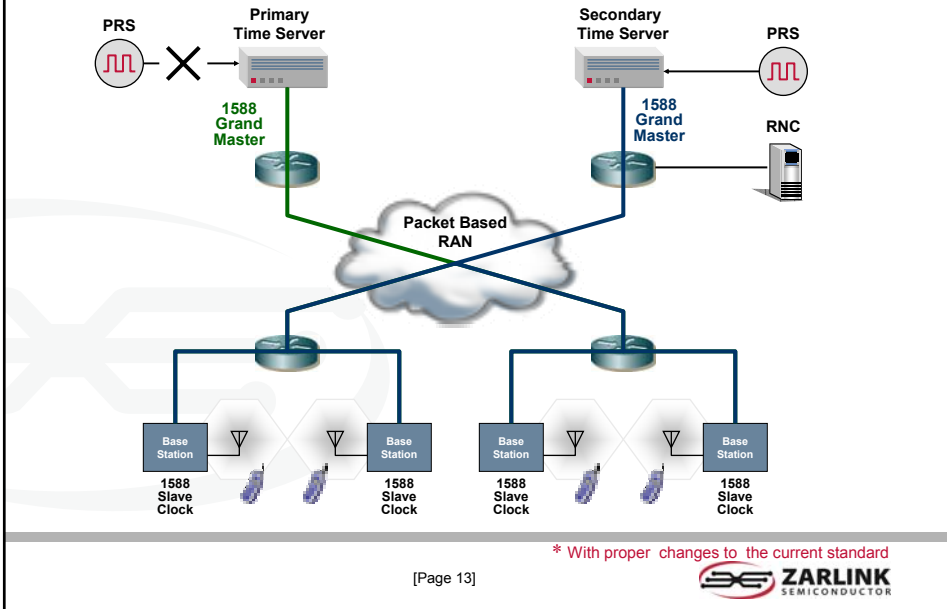 PRS
Primary
Time Server
Secondary
Time Server
PRS
1588
Grand
Master
1588
Grand
Master
RNC
Packet Based
RAN
Base
Station
Base
Station
Base
Station
Base
Station
1588
Slave
Clock
1588
Slave
Clock
1588
Slave
Clock
1588
Slave
Clock
* With proper changes to the current standard
[Page 13]
ZARLINK
SEMICONDUCTOR